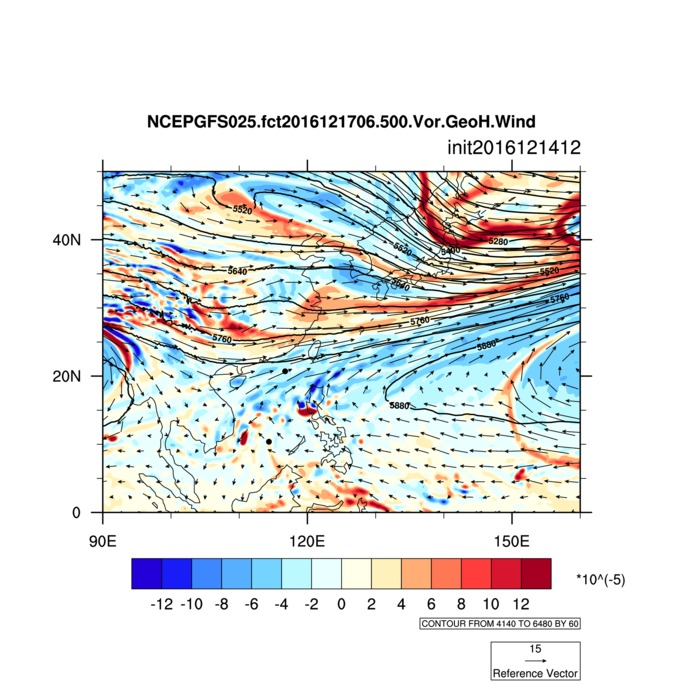 NCEPGFS025.fct2016121706.500.Vor.GeoH.Wind
init2016121412
5520
5280
5400
5520
40N
5640
5520
5640
5760
5760
5760
5880
20N
5880
0
90E 120E 150E
-12 -10 -8 -6 -4 -2 0 2 4 6 8 10 12
*10^(-5)
CONTOUR FROM 4140 TO 6480 BY 60
15
Reference Vector